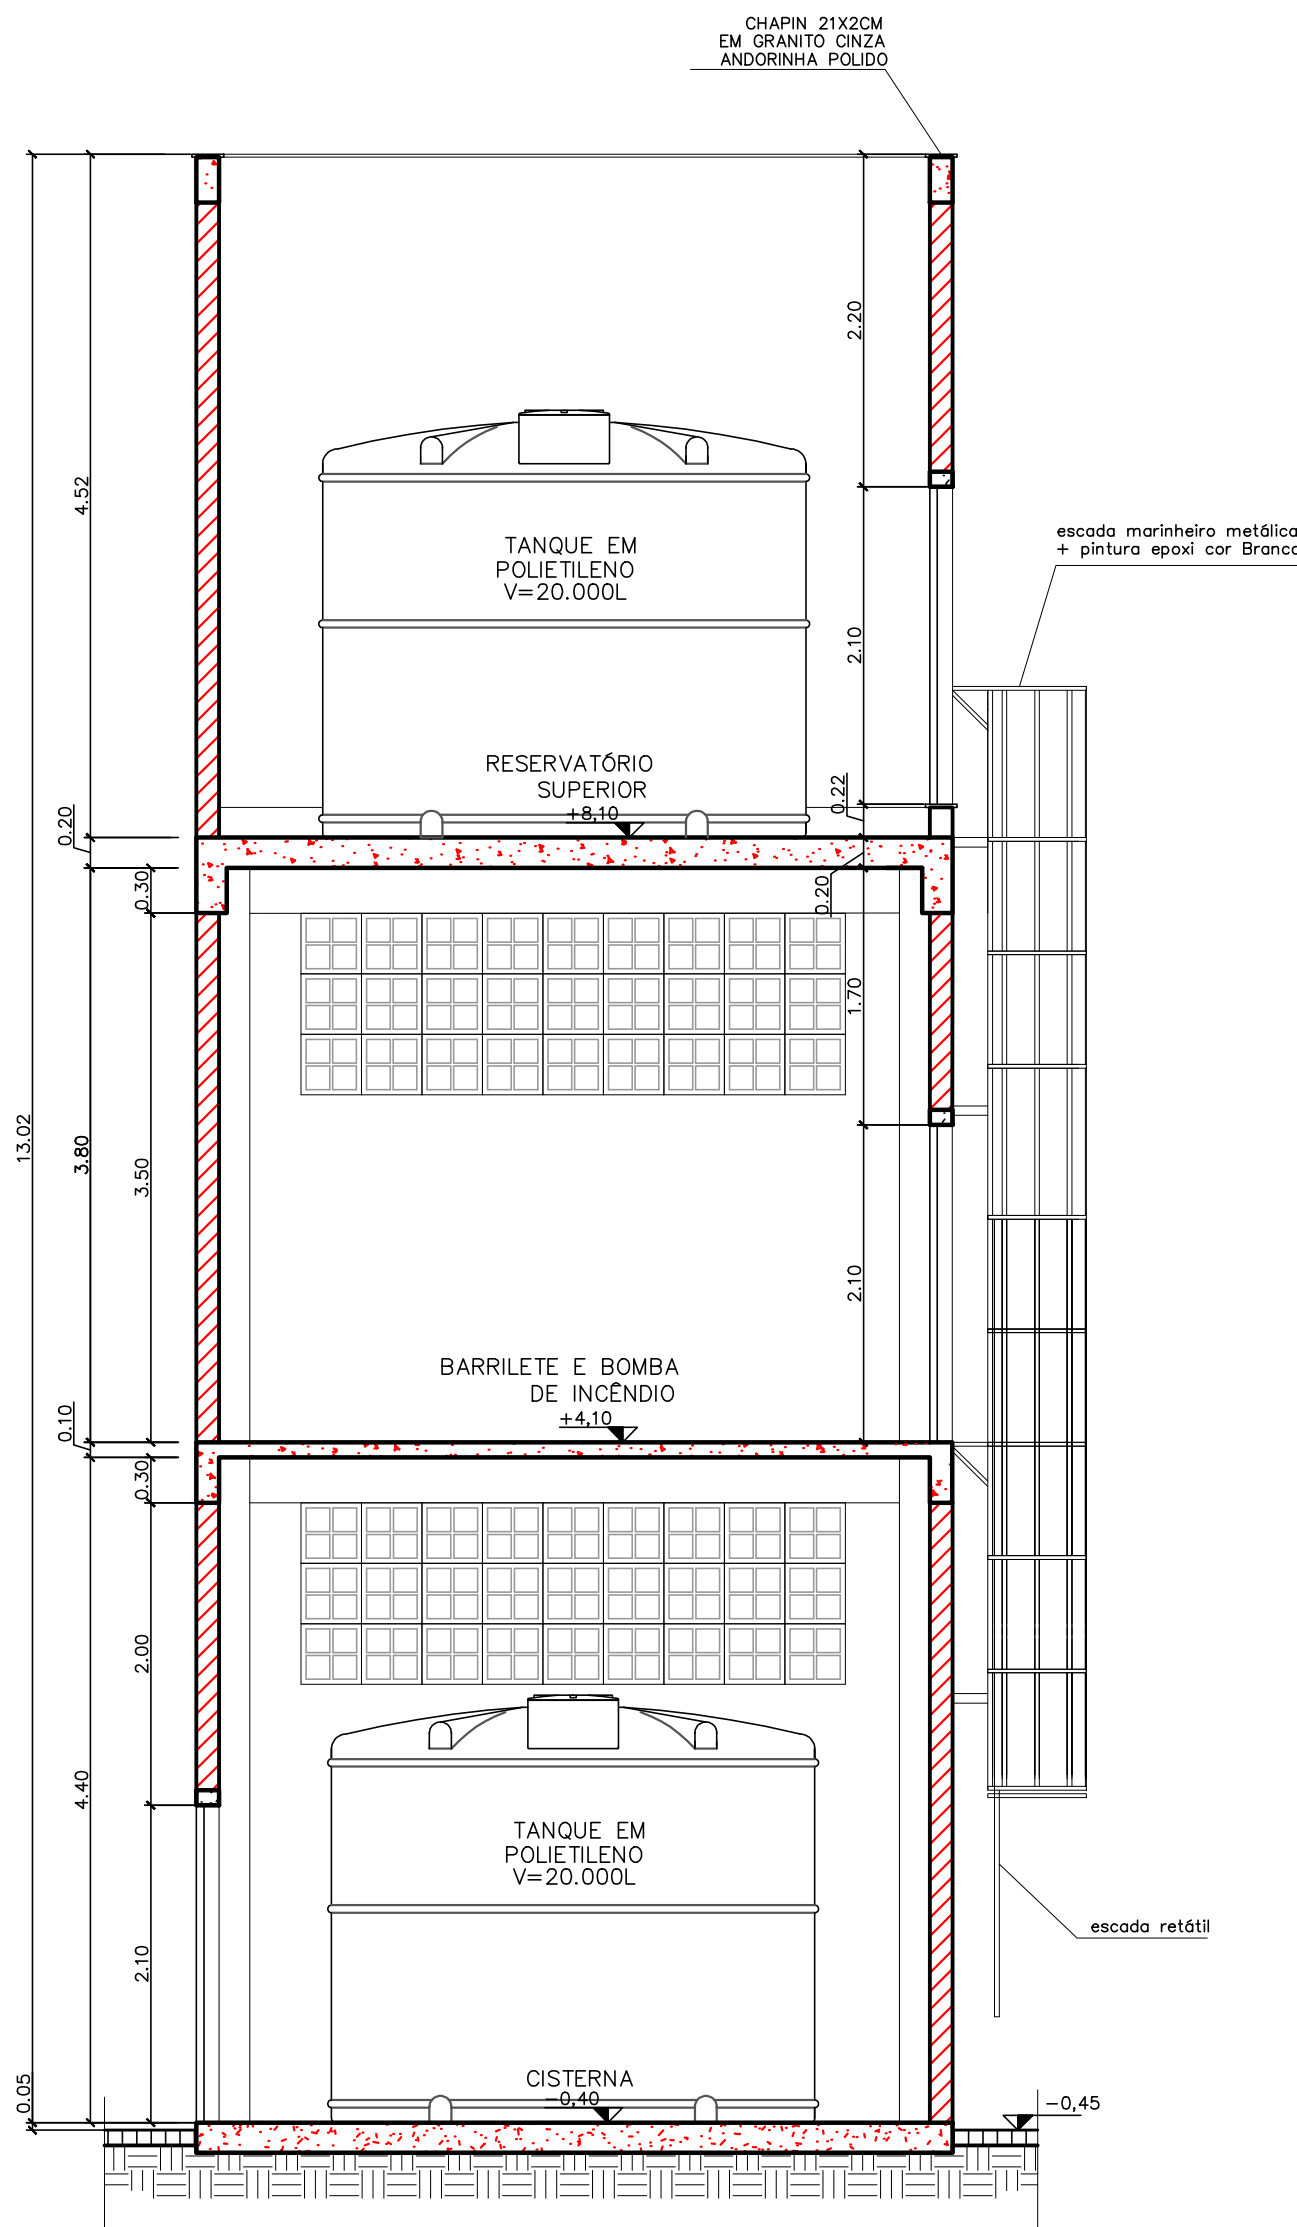 CHAPIN 21X2CM
EM GRANITO CINZA
ANDORINHA POLIDO
2.20
4.52
escada marinheiro metálica
+ pintura epoxi cor Branca
TANQUE EM
POLIETILENO
V=20.000L
2.10
RESERVATÓRIO
SUPERIOR
+8,10
0.22
0.20
0.30
0.20
1.70
13.02
3.80
3.50
2.10
BARRILETE E BOMBA
DE INCÊNDIO
+4,10
0.10
0.30
2.00
4.40
TANQUE EM
POLIETILENO
V=20.000L
escada retátil
2.10
CISTERNA
-0,40
0.05
-0,45